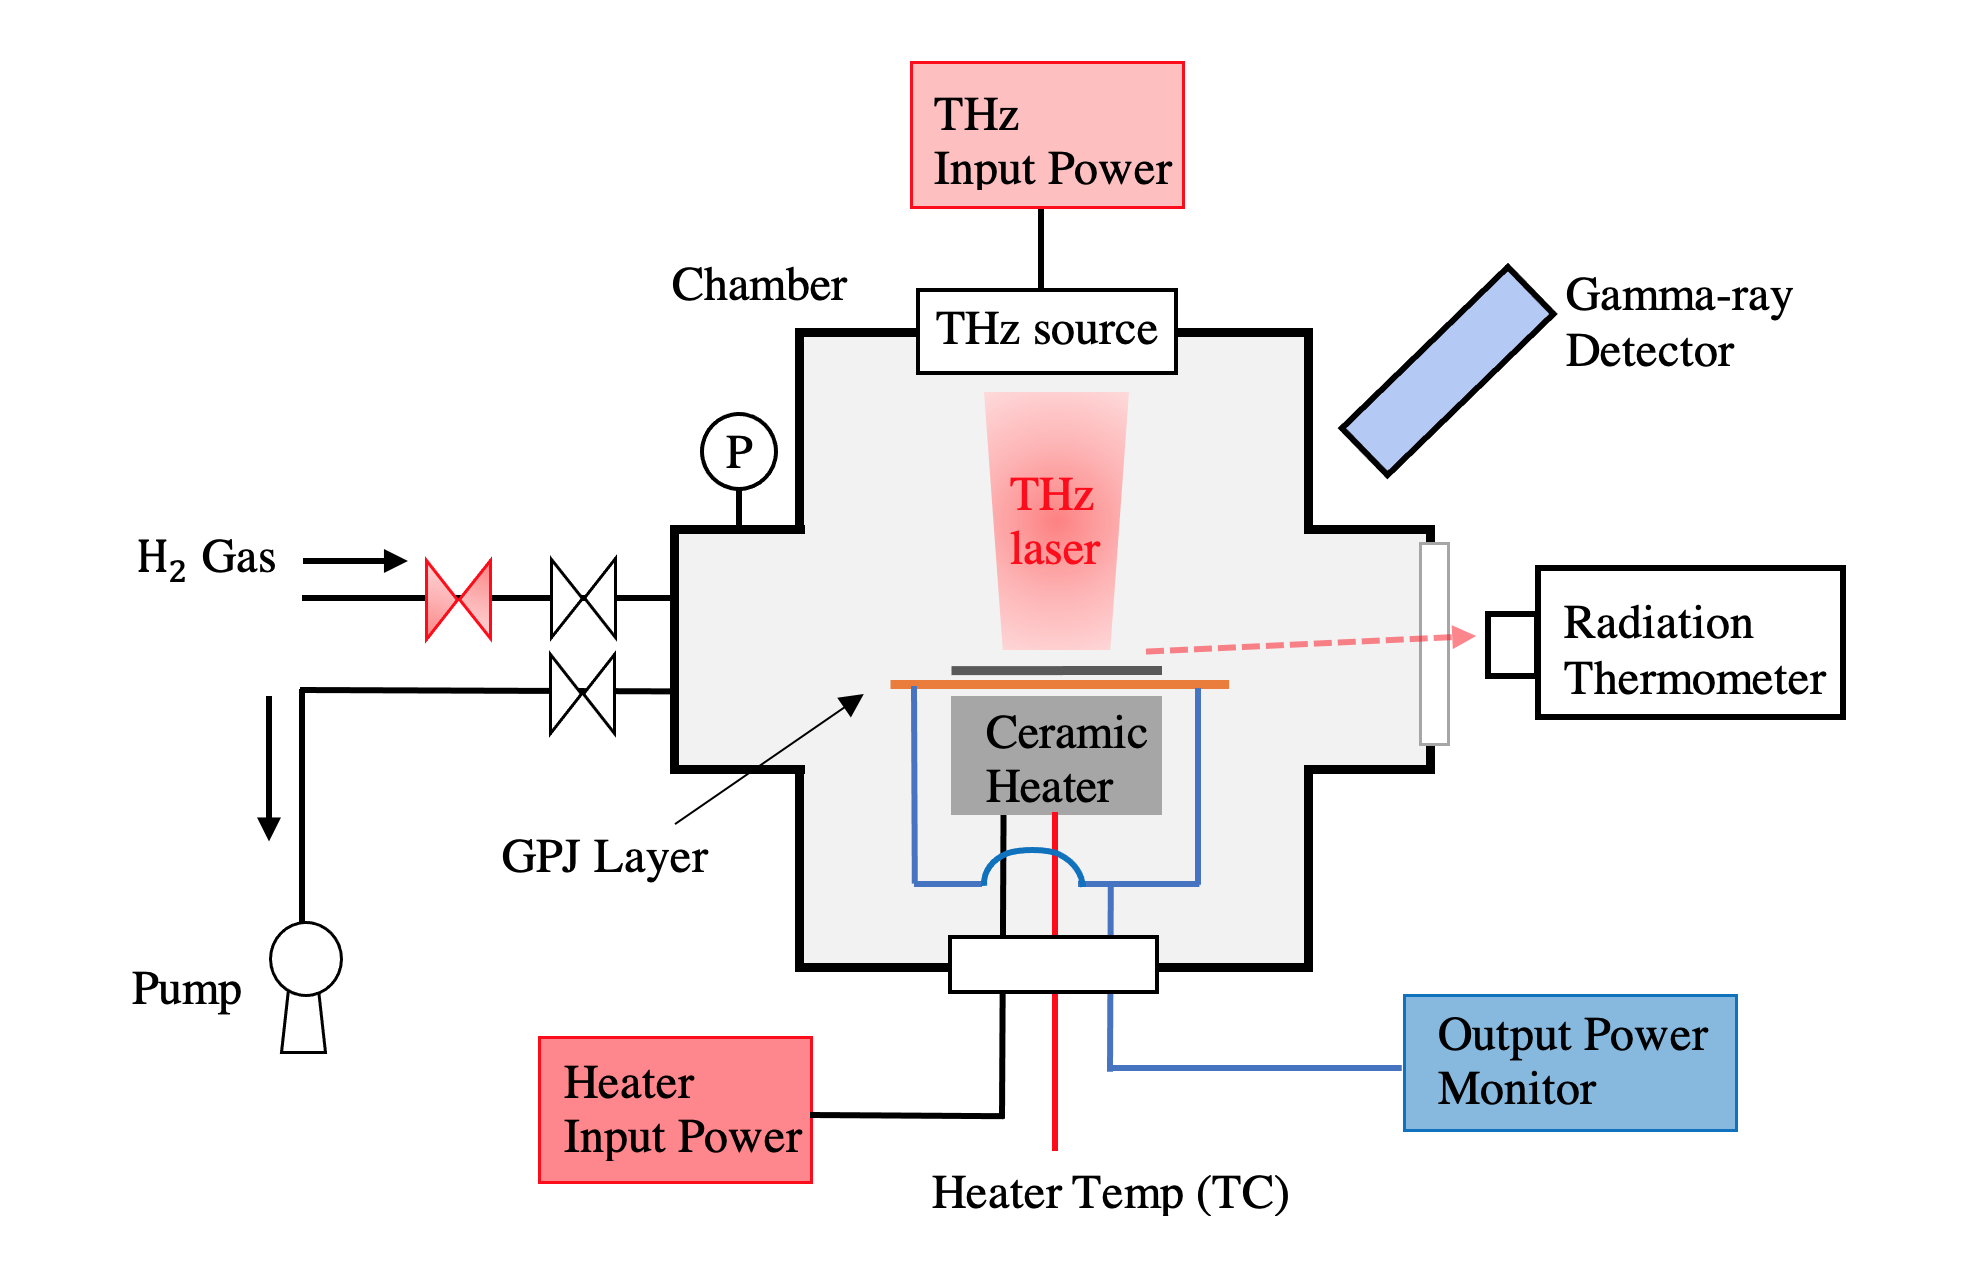 THz
Input Power
Chamber
THz source
Gamma-ray
Detector
P
THz
laser
H₂ Gas
Radiation
Thermometer
Ceramic
Heater
GPJ Layer
Pump
Output Power
Monitor
Heater
Input Power
Heater Temp (TC)